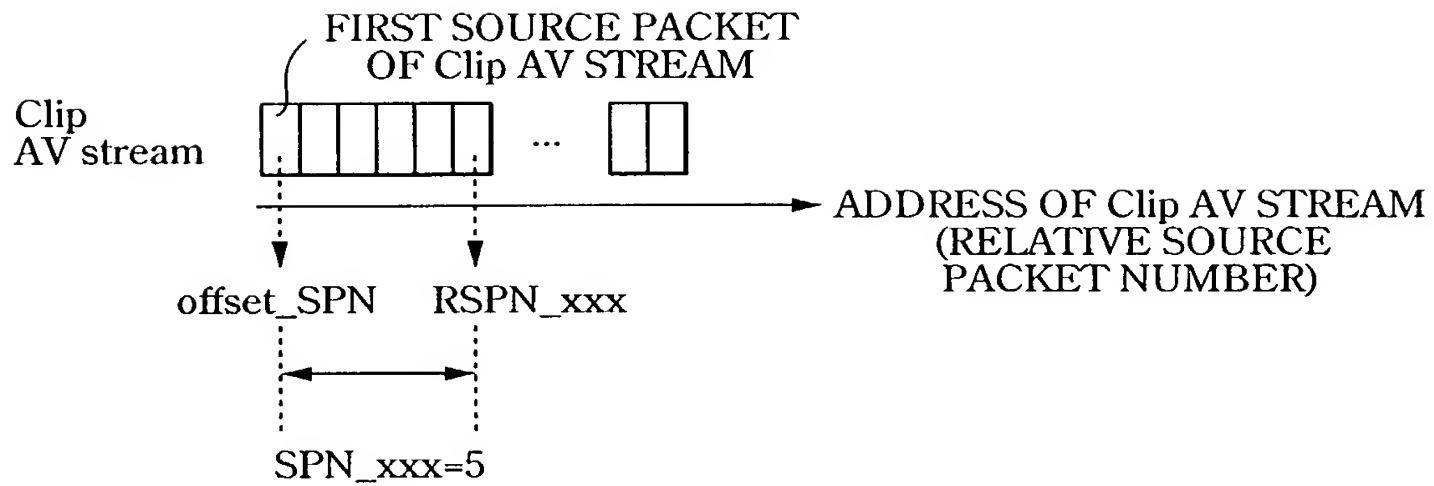 FIRST SOURCE PACKET
OF Clip AV STREAM
Clip
AV stream
...
ADDRESS OF Clip AV STREAM
(RELATIVE SOURCE
PACKET NUMBER)
offset_SPN RSPN_xxx
SPN_xxx=5